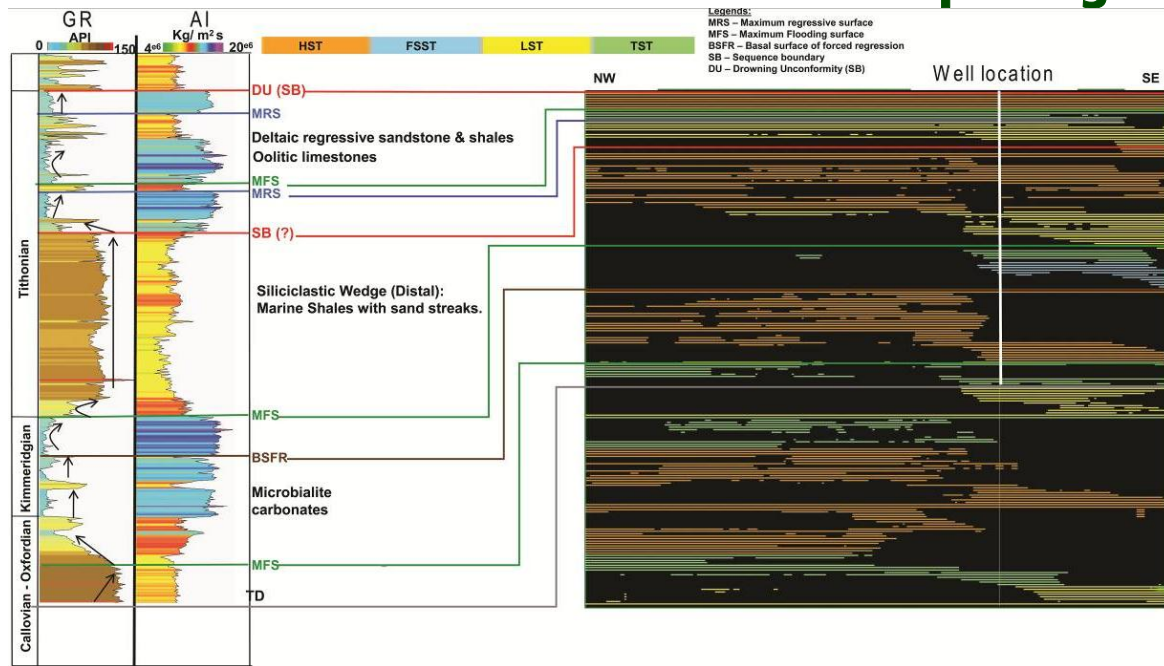 GR
API
0
150
AI
Kg/ m² s
4e⁶
20e⁶
HST
FSST
LST
TST
Legends:
MRS – Maximum regressive surface
MFS – Maximum Flooding surface
BSFR – Basal surface of forced regression
SB – Sequence boundary
DU – Drowning Unconformity (SB)
NW
Well location
SE
DU (SB)
MRS
Deltaic regressive sandstone & shales
Oolitic limestones
MFS
MRS
SB (?)
Siliciclastic Wedge (Distal):
Marine Shales with sand streaks.
MFS
BSFR
Microbialite
carbonates
MFS
TD
Tithonian
Kimmeridgian
Callovian - Oxfordian